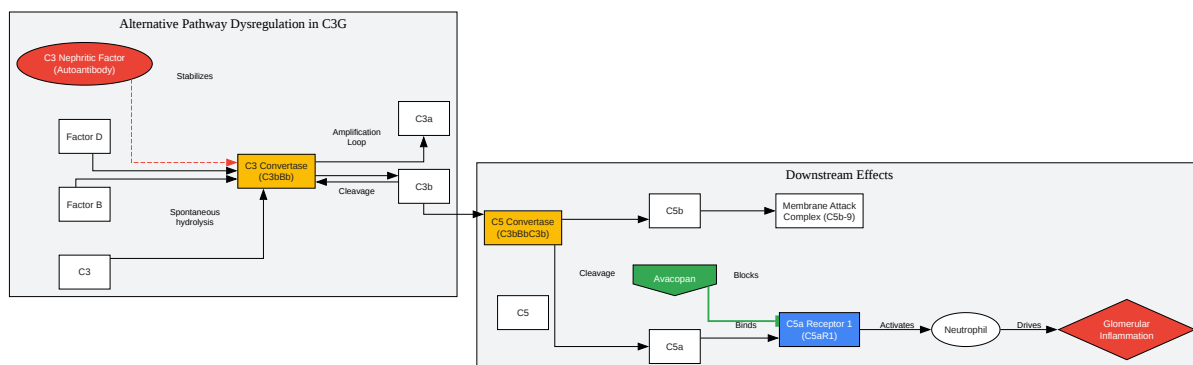 Alternative Pathway Dysregulation in C3G
C3 Nephritic Factor
(Autoantibody)
Stabilizes
Factor D
C3a
Amplification
Loop
C3 Convertase
(C3bBb)
Cleavage
C3b
Factor B
Spontaneous
hydrolysis
C3
Downstream Effects
C5 Convertase
(C3bBbC3b)
C5b
Membrane Attack
Complex (C5b-9)
Cleavage
Avacopan
Blocks
C5
Binds
C5a
C5a Receptor 1
(C5aR1)
Activates
Neutrophil
Drives
Glomerular
Inflammation